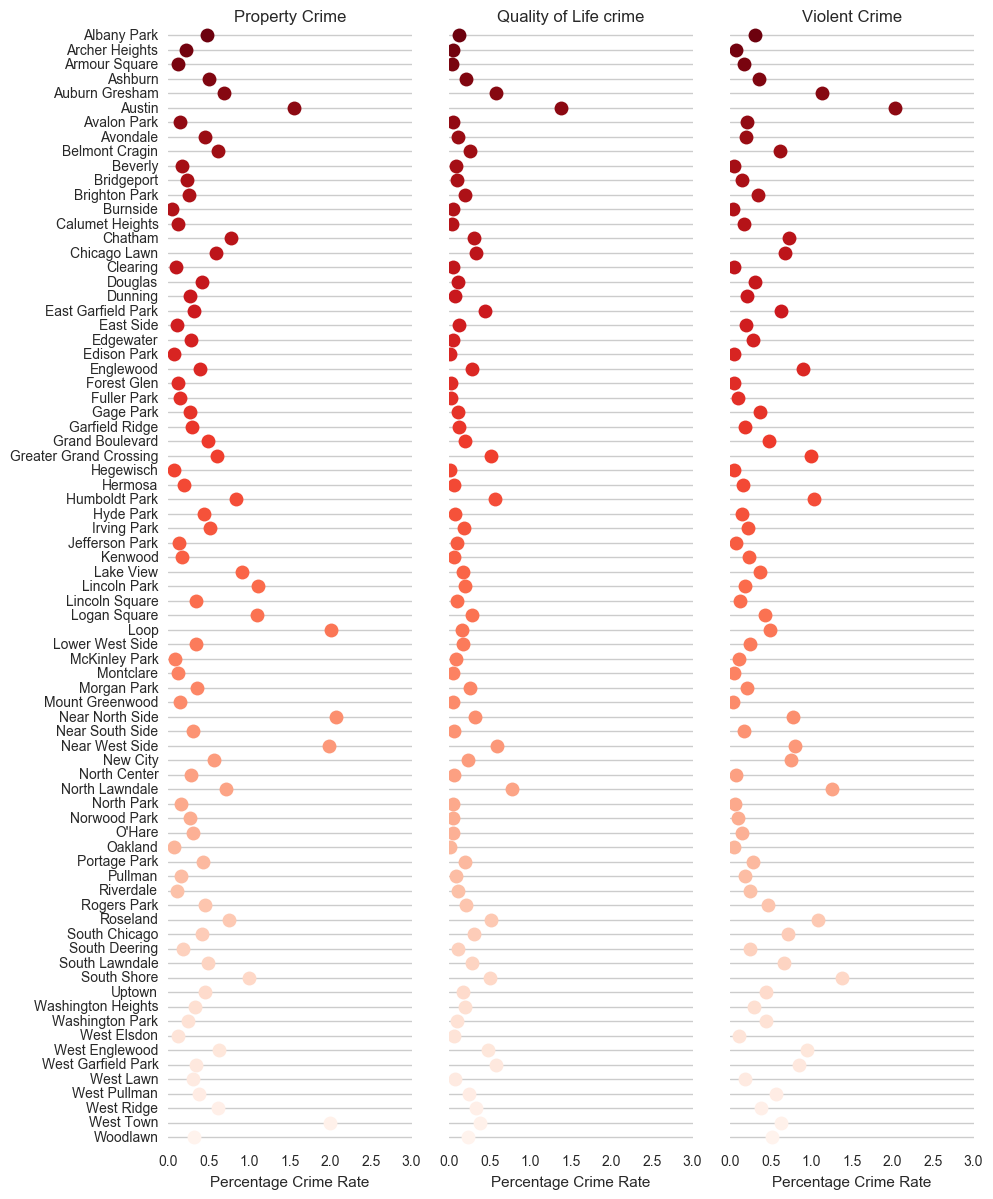 Property Crime
Quality of Life crime
Violent Crime
Albany Park
Archer Heights
Armour Square
Ashburn
Auburn Gresham
Austin
Avalon Park
Avondale
Belmont Cragin
Beverly
Bridgeport
Brighton Park
Burnside
Calumet Heights
Chatham
Chicago Lawn
Clearing
Douglas
Dunning
East Garfield Park
East Side
Edgewater
Edison Park
Englewood
Forest Glen
Fuller Park
Gage Park
Garfield Ridge
Grand Boulevard
Greater Grand Crossing
Hegewisch
Hermosa
Humboldt Park
Hyde Park
Irving Park
Jefferson Park
Kenwood
Lake View
Lincoln Park
Lincoln Square
Logan Square
Loop
Lower West Side
McKinley Park
Montclare
Morgan Park
Mount Greenwood
Near North Side
Near South Side
Near West Side
New City
North Center
North Lawndale
North Park
Norwood Park
O'Hare
Oakland
Portage Park
Pullman
Riverdale
Rogers Park
Roseland
South Chicago
South Deering
South Lawndale
South Shore
Uptown
Washington Heights
Washington Park
West Elsdon
West Englewood
West Garfield Park
West Lawn
West Pullman
West Ridge
West Town
Woodlawn
0.0 0.5 1.0 1.5 2.0 2.5 3.0
0.0 0.5 1.0 1.5 2.0 2.5 3.0
0.0 0.5 1.0 1.5 2.0 2.5 3.0
Percentage Crime Rate
Percentage Crime Rate
Percentage Crime Rate